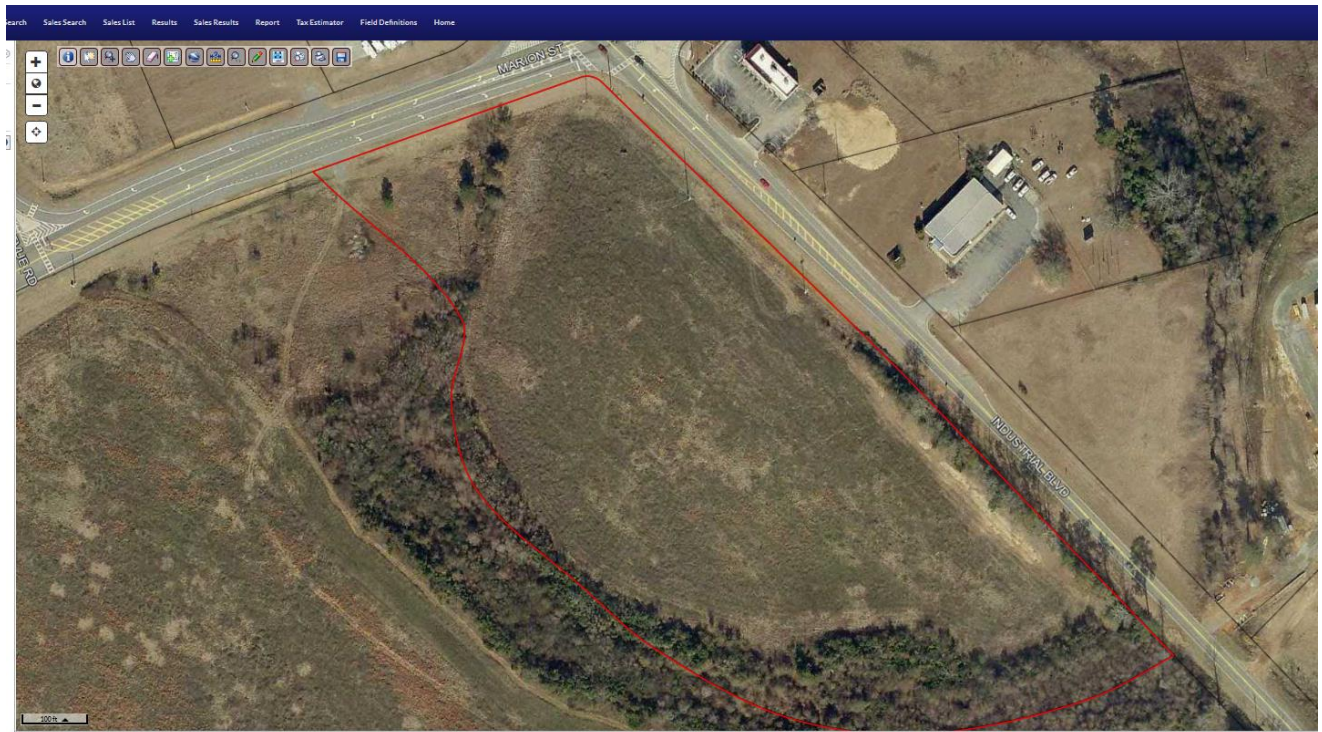 Sales Search Sales List Results Sales Results Report Tax Estimator Field Definitions Home
MARION ST
INDUSTRIAL BLVD
RD
100 ft